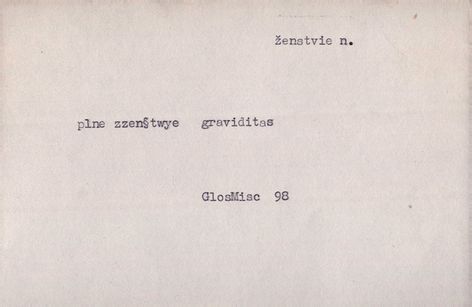 ženstvie n.
plne zzen§twye graviditas
GlosMisc 98